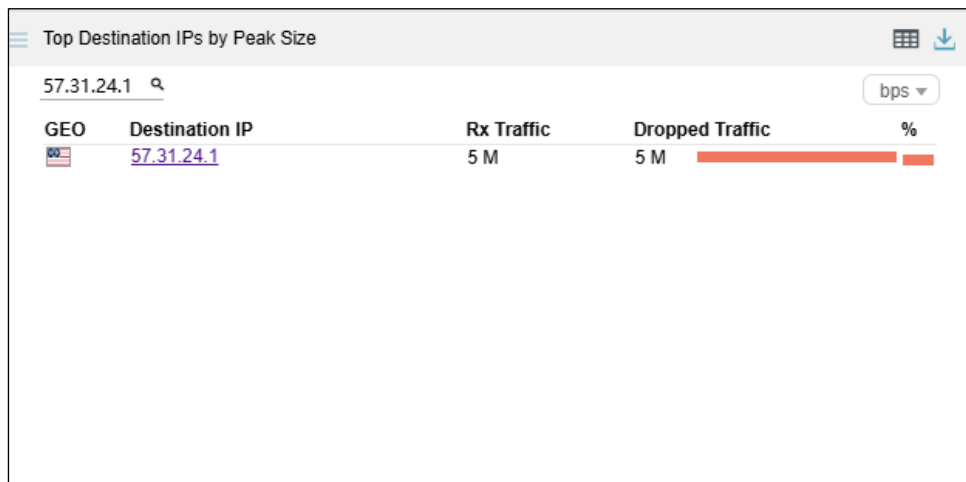 Top Destination IPs by Peak Size
57.31.24.1
bps
GEO Destination IP Rx Traffic Dropped Traffic %
57.31.24.1 5 M 5 M